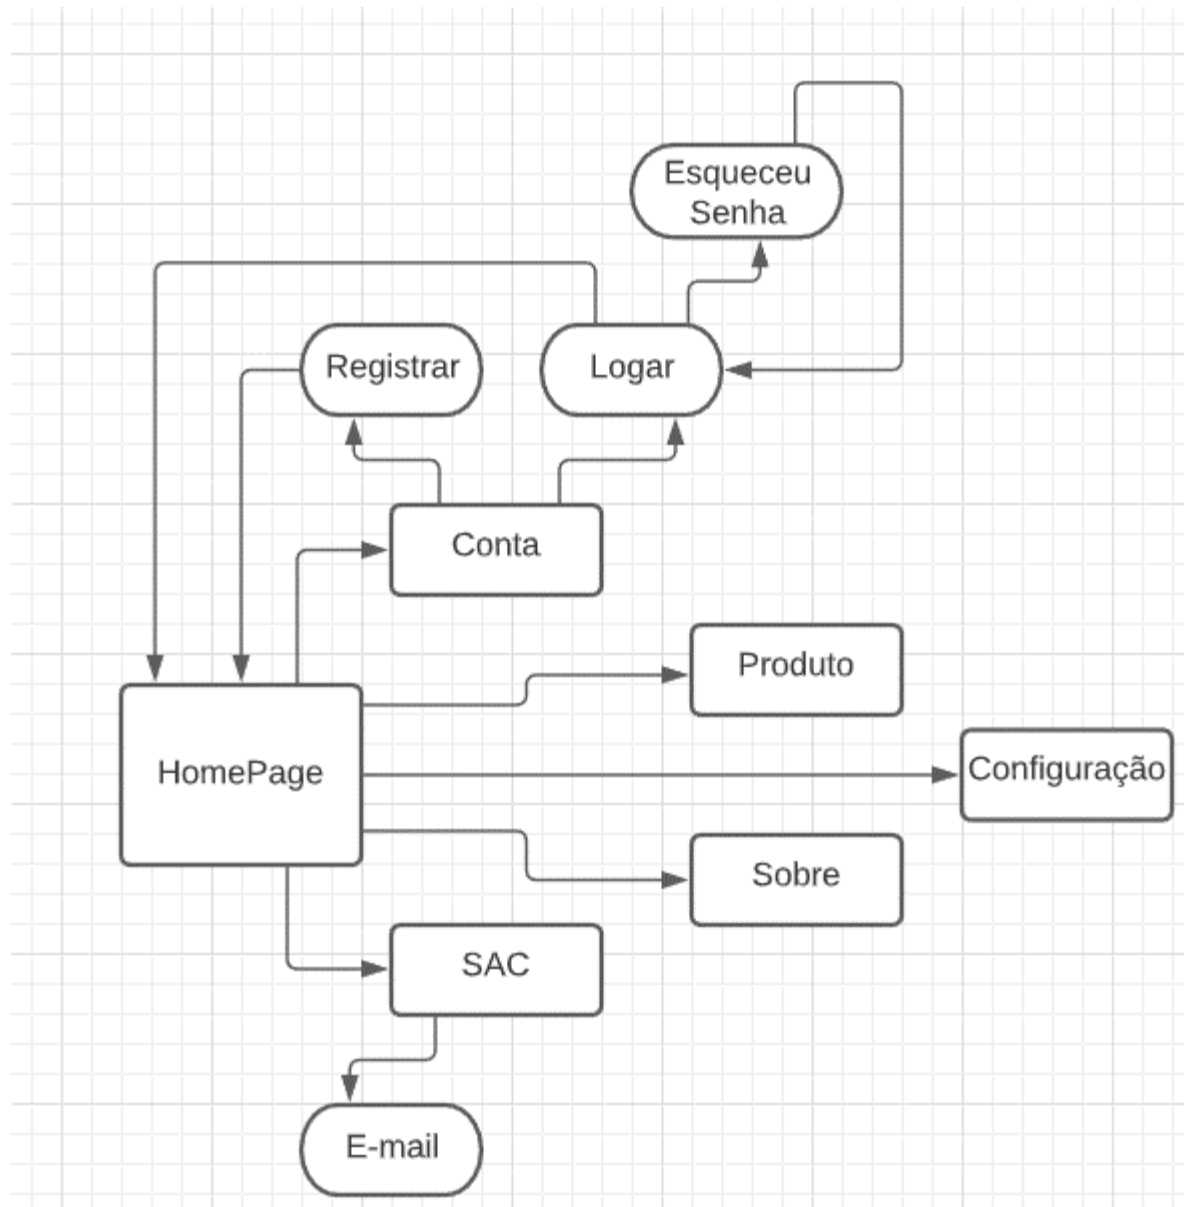 Esqueceu
Senha
Registrar
Logar
Conta
Produto
HomePage
Configuração
Sobre
SAC
E-mail